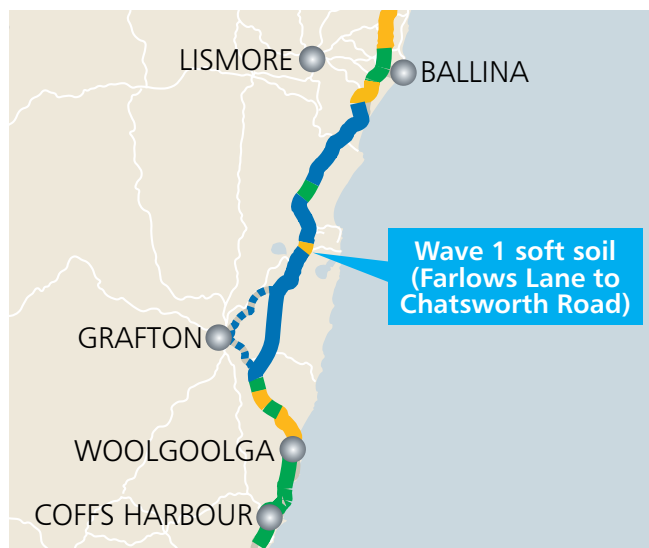 LISMORE
BALLINA
Wave 1 soft soil
(Farlows Lane to
Chatsworth Road)
GRAFTON
WOOLGOOLGA
COFFS HARBOUR